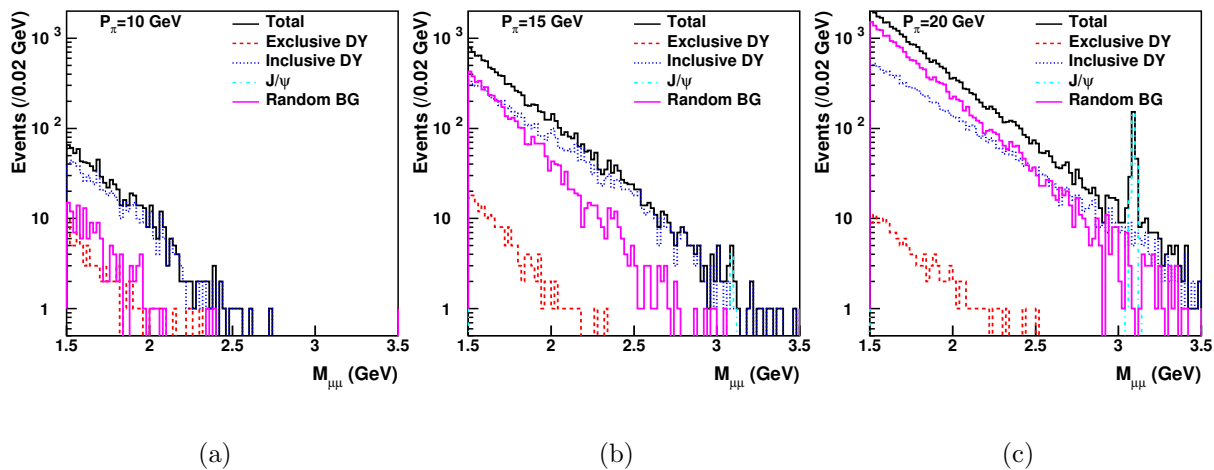 P_π=10 GeV
Total
Exclusive DY
Inclusive DY
J/ψ
Random BG
Events (/0.02 GeV)
10^3
10^2
10
1
1.5 2 2.5 3 3.5
M_μμ (GeV)
(a)
P_π=15 GeV
Total
Exclusive DY
Inclusive DY
J/ψ
Random BG
Events (/0.02 GeV)
10^3
10^2
10
1
1.5 2 2.5 3 3.5
M_μμ (GeV)
(b)
P_π=20 GeV
Total
Exclusive DY
Inclusive DY
J/ψ
Random BG
Events (/0.02 GeV)
10^3
10^2
10
1
1.5 2 2.5 3 3.5
M_μμ (GeV)
(c)